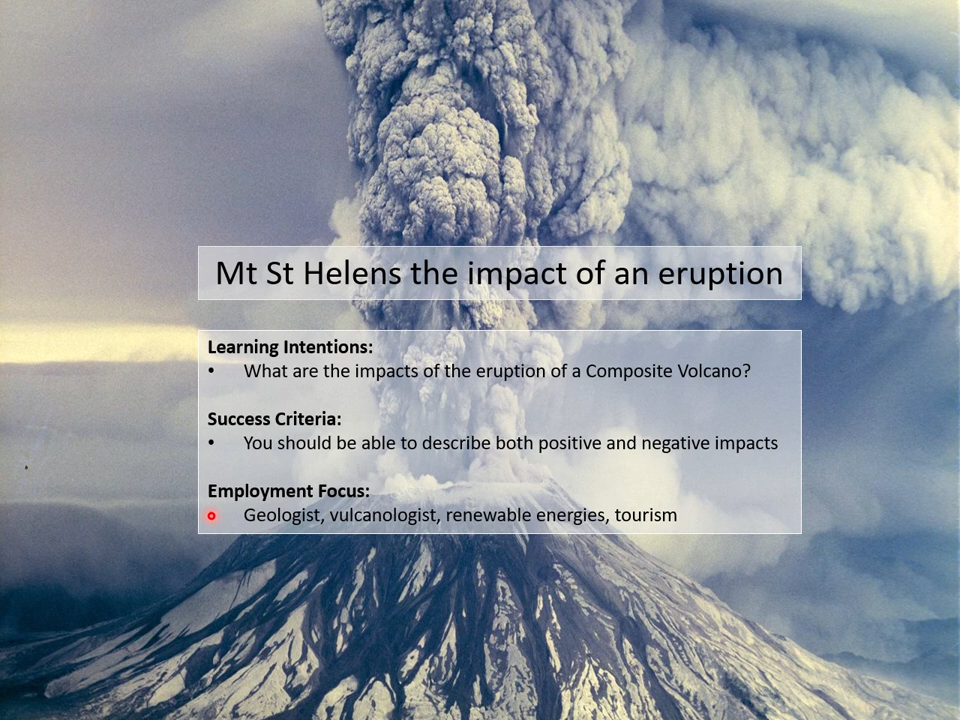 Mt St Helens the impact of an eruption
Learning Intentions:
• What are the impacts of the eruption of a Composite Volcano?
Success Criteria:
• You should be able to describe both positive and negative impacts
Employment Focus:
• Geologist, vulcanologist, renewable energies, tourism